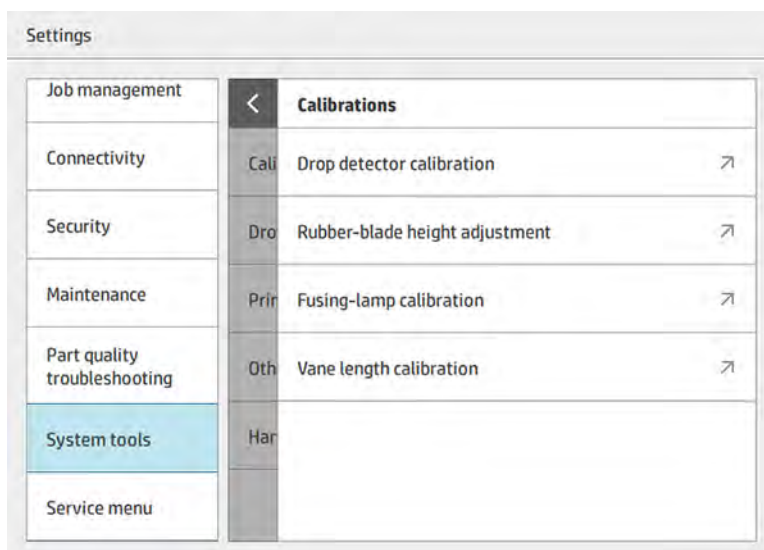 Settings
Job management
Connectivity
Security
Maintenance
Part quality
troubleshooting
System tools
Service menu
Calibrations
Cali
Drop detector calibration
Dro
Rubber-blade height adjustment
Prin
Fusing-lamp calibration
Oth
Vane length calibration
Har